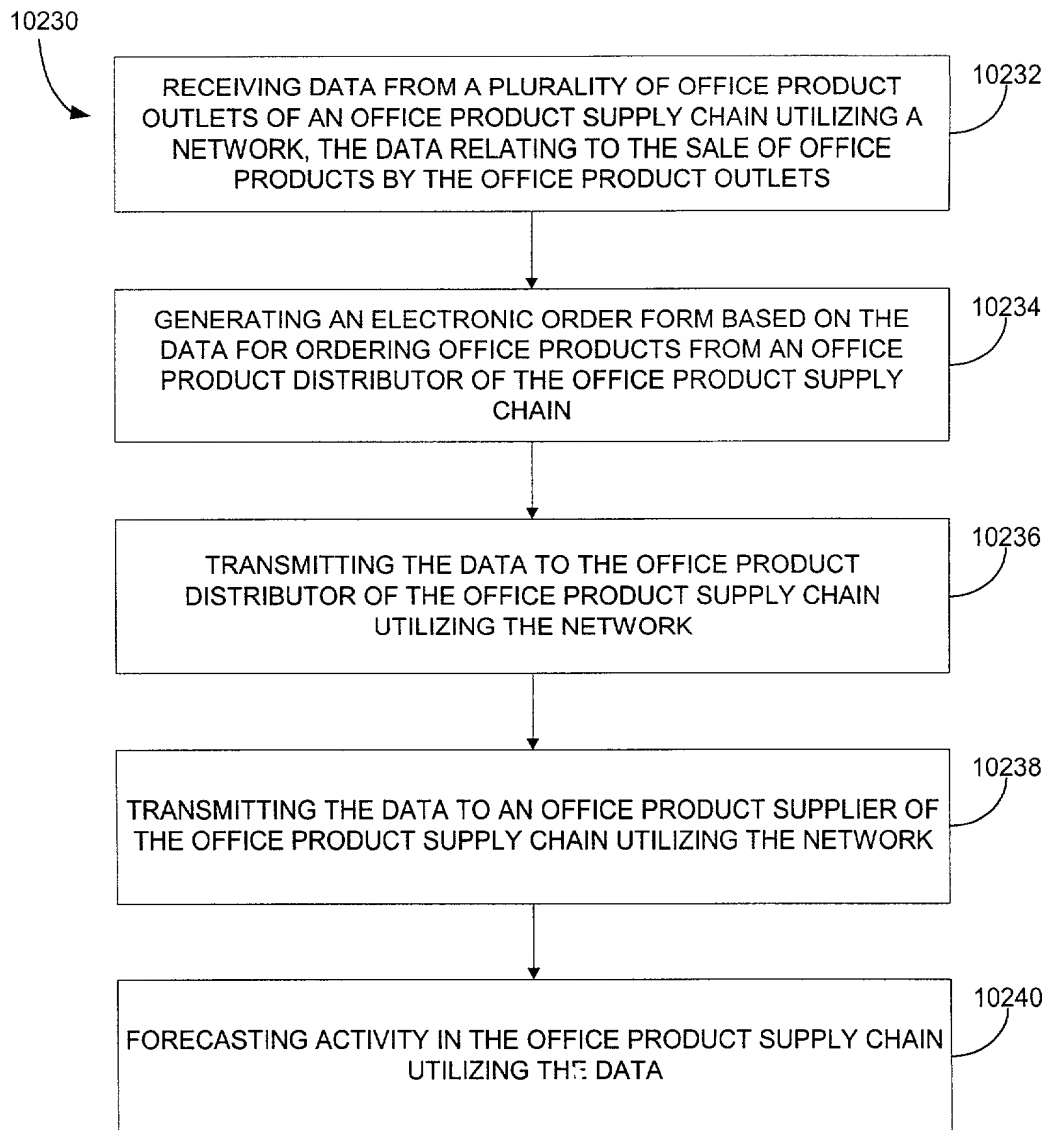 10230
RECEIVING DATA FROM A PLURALITY OF OFFICE PRODUCT
OUTLETS OF AN OFFICE PRODUCT SUPPLY CHAIN UTILIZING A
NETWORK, THE DATA RELATING TO THE SALE OF OFFICE
PRODUCTS BY THE OFFICE PRODUCT OUTLETS
10232
GENERATING AN ELECTRONIC ORDER FORM BASED ON THE
DATA FOR ORDERING OFFICE PRODUCTS FROM AN OFFICE
PRODUCT DISTRIBUTOR OF THE OFFICE PRODUCT SUPPLY
CHAIN
10234
TRANSMITTING THE DATA TO THE OFFICE PRODUCT
DISTRIBUTOR OF THE OFFICE PRODUCT SUPPLY CHAIN
UTILIZING THE NETWORK
10236
TRANSMITTING THE DATA TO AN OFFICE PRODUCT SUPPLIER OF
THE OFFICE PRODUCT SUPPLY CHAIN UTILIZING THE NETWORK
10238
FORECASTING ACTIVITY IN THE OFFICE PRODUCT SUPPLY CHAIN
UTILIZING THE DATA
10240